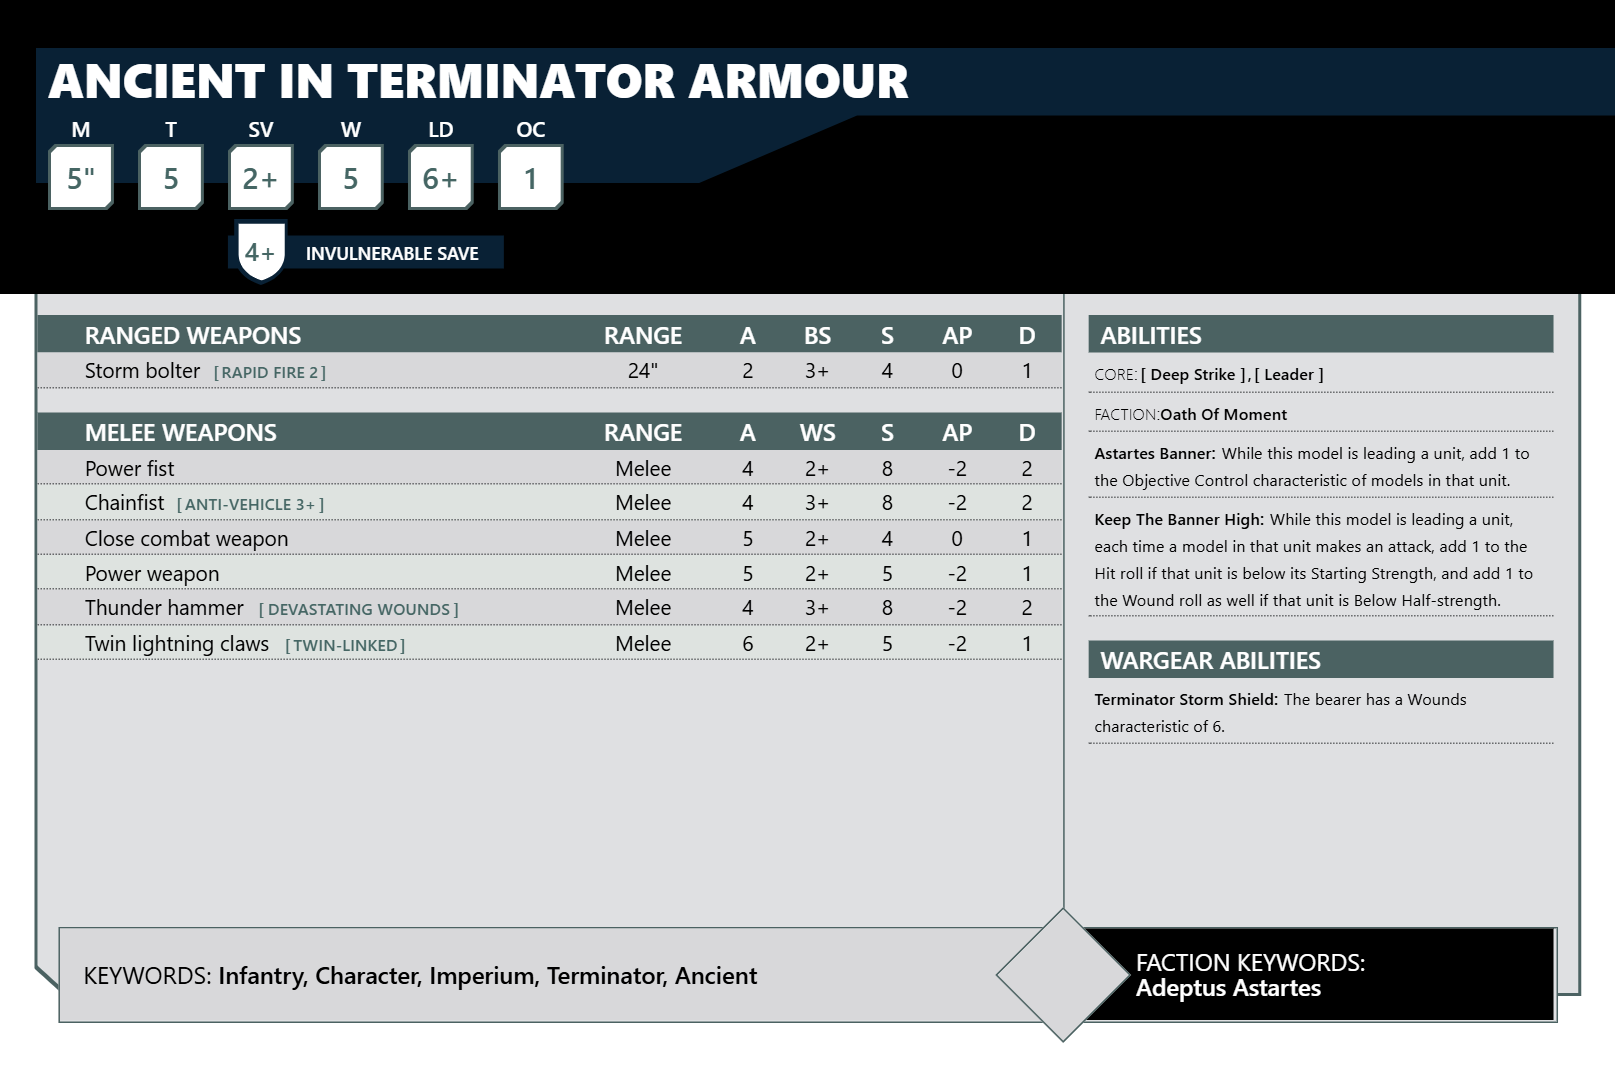 ANCIENT IN TERMINATOR ARMOUR
M T SV W LD OC
5" 5 2+ 5 6+ 1
4+ INVULNERABLE SAVE
RANGED WEAPONS RANGE A BS S AP D
Storm bolter [RAPID FIRE 2] 24" 2 3+ 4 0 1
MELEE WEAPONS RANGE A WS S AP D
Power fist Melee 4 2+ 8 -2 2
Chainfist [ANTI-VEHICLE 3+] Melee 4 3+ 8 -2 2
Close combat weapon Melee 5 2+ 4 0 1
Power weapon Melee 5 2+ 5 -2 1
Thunder hammer [DEVASTATING WOUNDS] Melee 4 3+ 8 -2 2
Twin lightning claws [TWIN-LINKED] Melee 6 2+ 5 -2 1
ABILITIES
CORE: [ Deep Strike ],[ Leader ]
FACTION:Oath Of Moment
Astartes Banner: While this model is leading a unit, add 1 to
the Objective Control characteristic of models in that unit.
Keep The Banner High: While this model is leading a unit,
each time a model in that unit makes an attack, add 1 to the
Hit roll if that unit is below its Starting Strength, and add 1 to
the Wound roll as well if that unit is Below Half-strength.
WARGEAR ABILITIES
Terminator Storm Shield: The bearer has a Wounds
characteristic of 6.
KEYWORDS: Infantry, Character, Imperium, Terminator, Ancient
FACTION KEYWORDS:
Adeptus Astartes